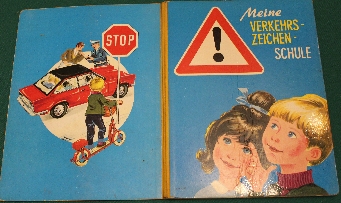 STOP
Meine
VERKEHRS-
ZEICHEN-
SCHULE